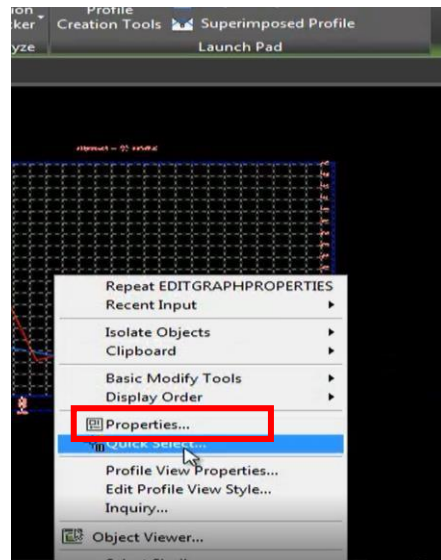 Profile
Creation Tools
Superimposed Profile
Launch Pad
Repeat EDITGRAPHPROPERTIES
Recent Input
Isolate Objects
Clipboard
Basic Modify Tools
Display Order
Properties...
Quick Select...
Profile View Properties...
Edit Profile View Style...
Inquiry...
Object Viewer...